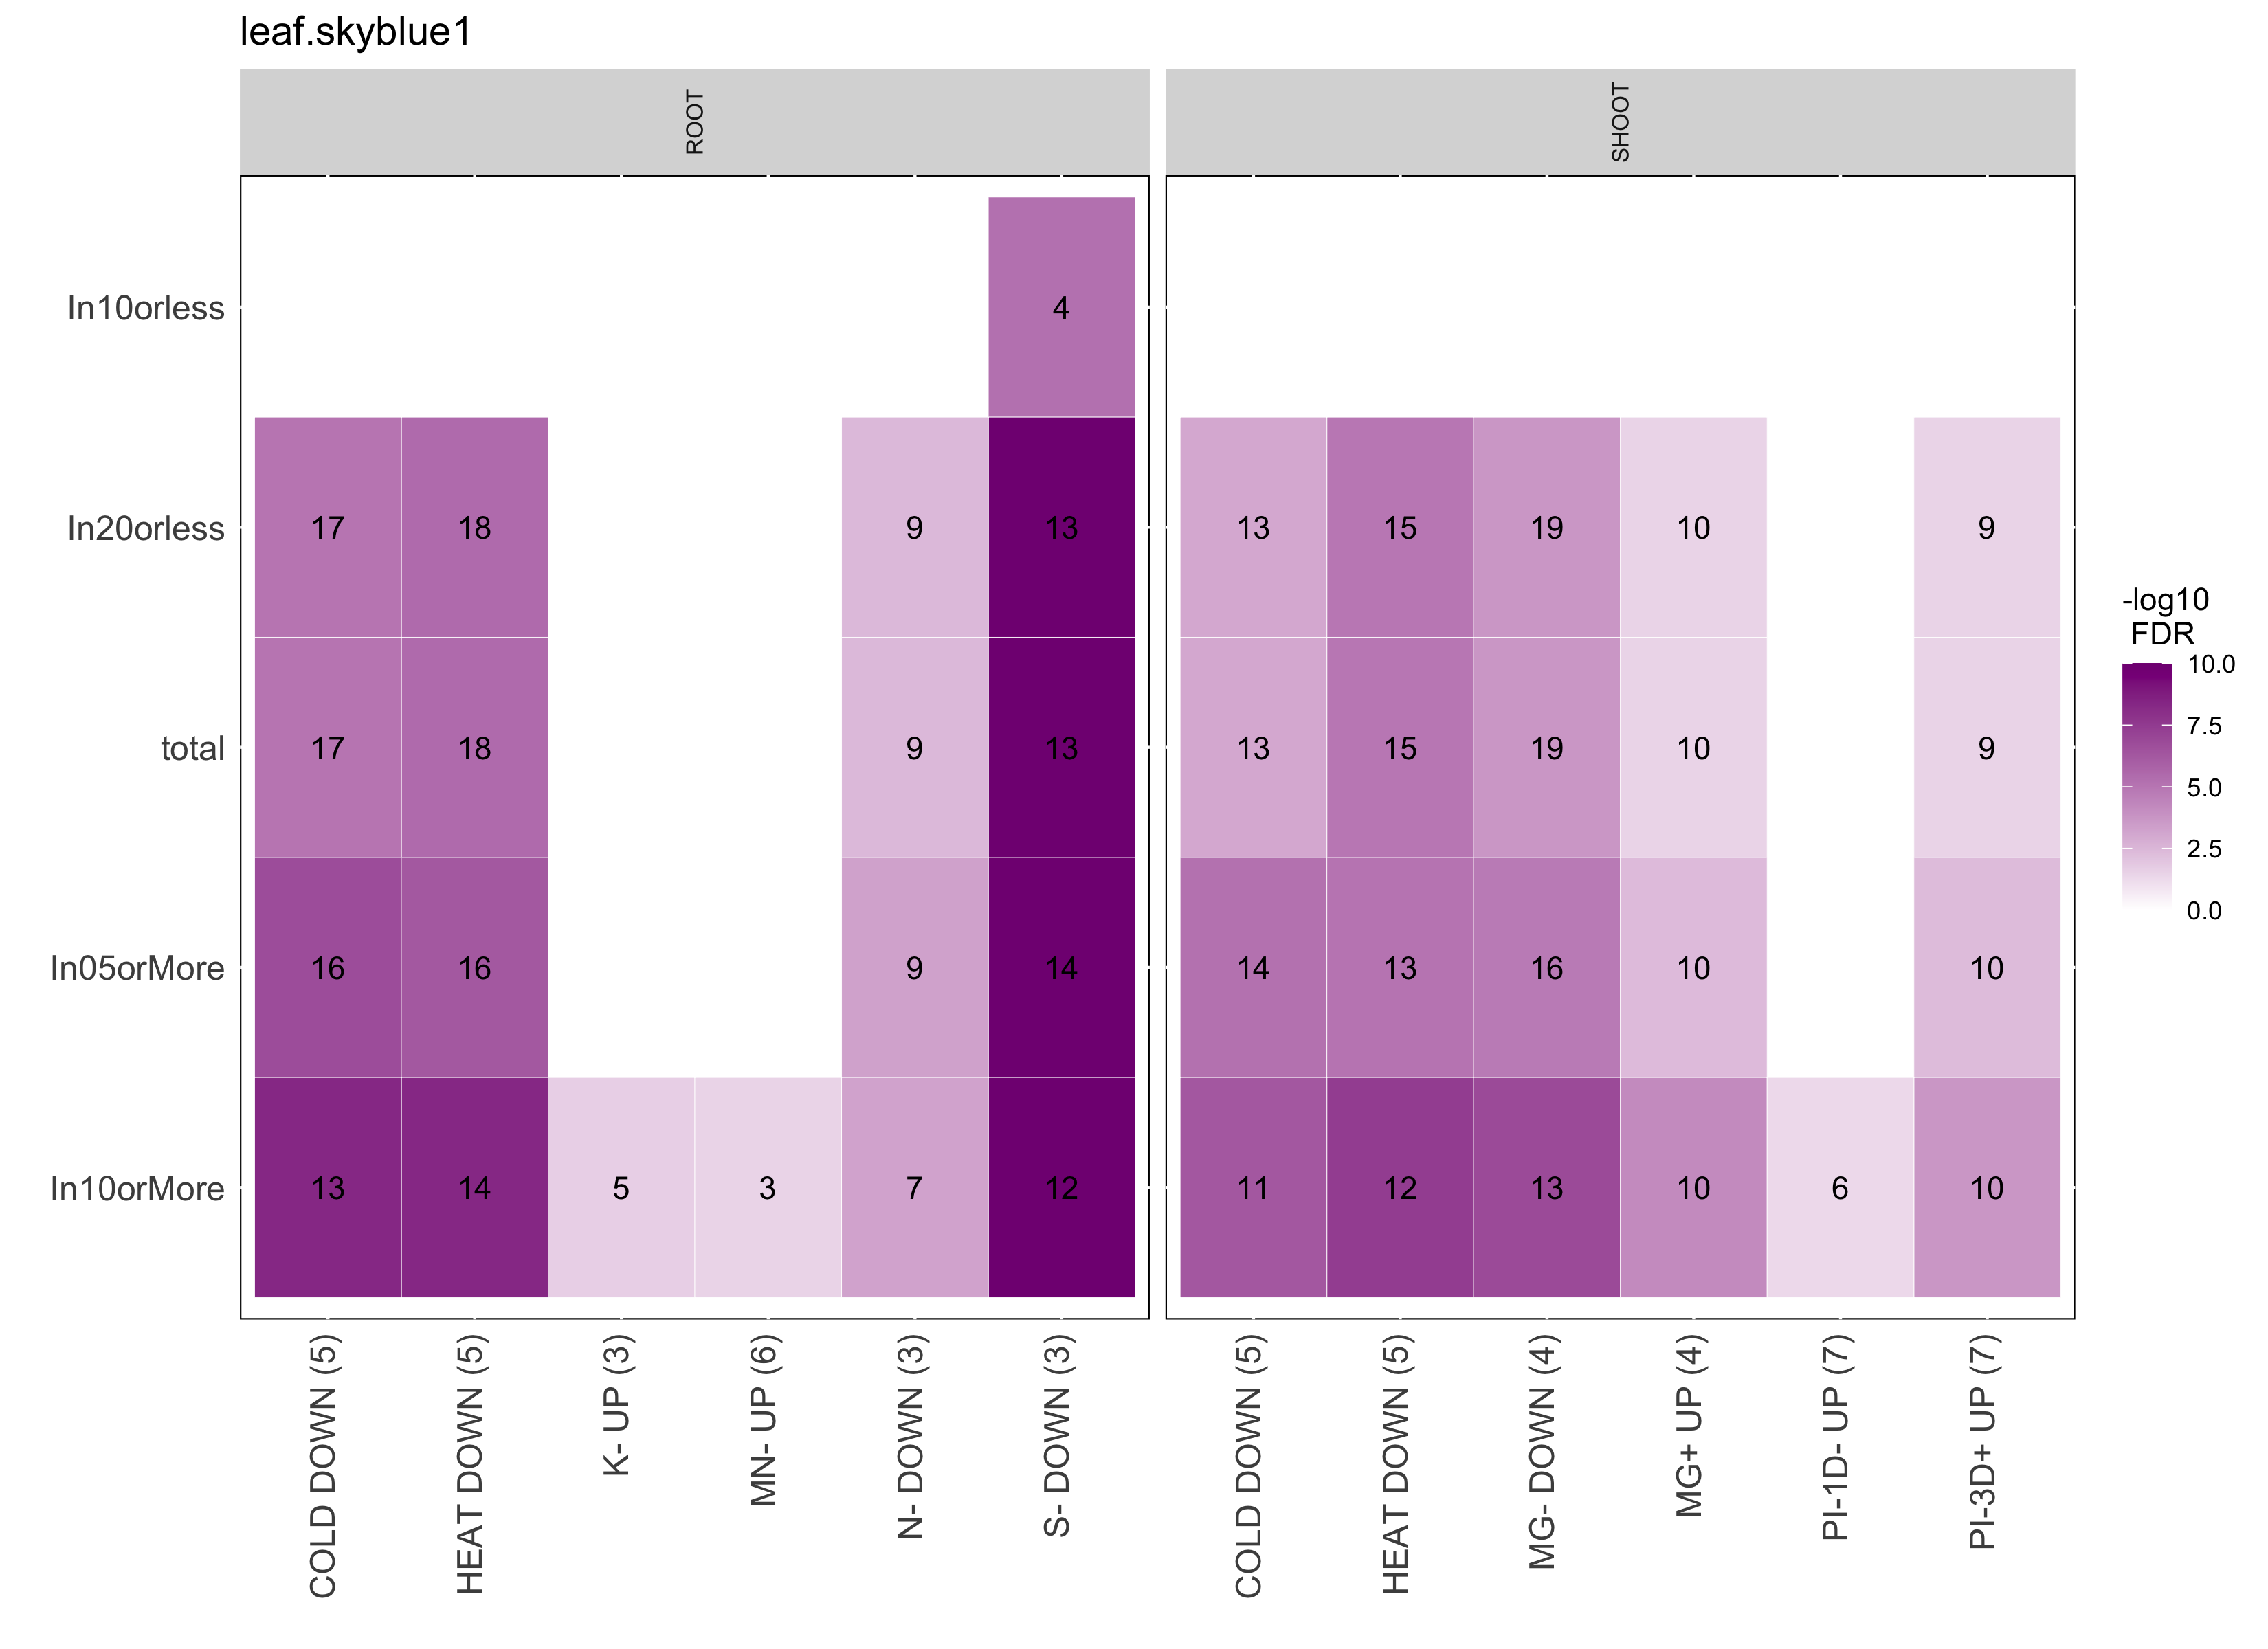 leaf.skyblue1
ROOT
SHOOT
In10orless
4
In20orless
17 18 9 13 13 15 19 10 9
total
17 18 9 13 13 15 19 10 9
In05orMore
16 16 9 14 14 13 16 10 10
In10orMore
13 14 5 3 7 12 11 12 13 10 6 10
COLD DOWN (5)
HEAT DOWN (5)
K- UP (3)
MN- UP (6)
N- DOWN (3)
S- DOWN (3)
COLD DOWN (5)
HEAT DOWN (5)
MG- DOWN (4)
MG+ UP (4)
PI-1D- UP (7)
PI-3D+ UP (7)
-log10
FDR
10.0
7.5
5.0
2.5
0.0